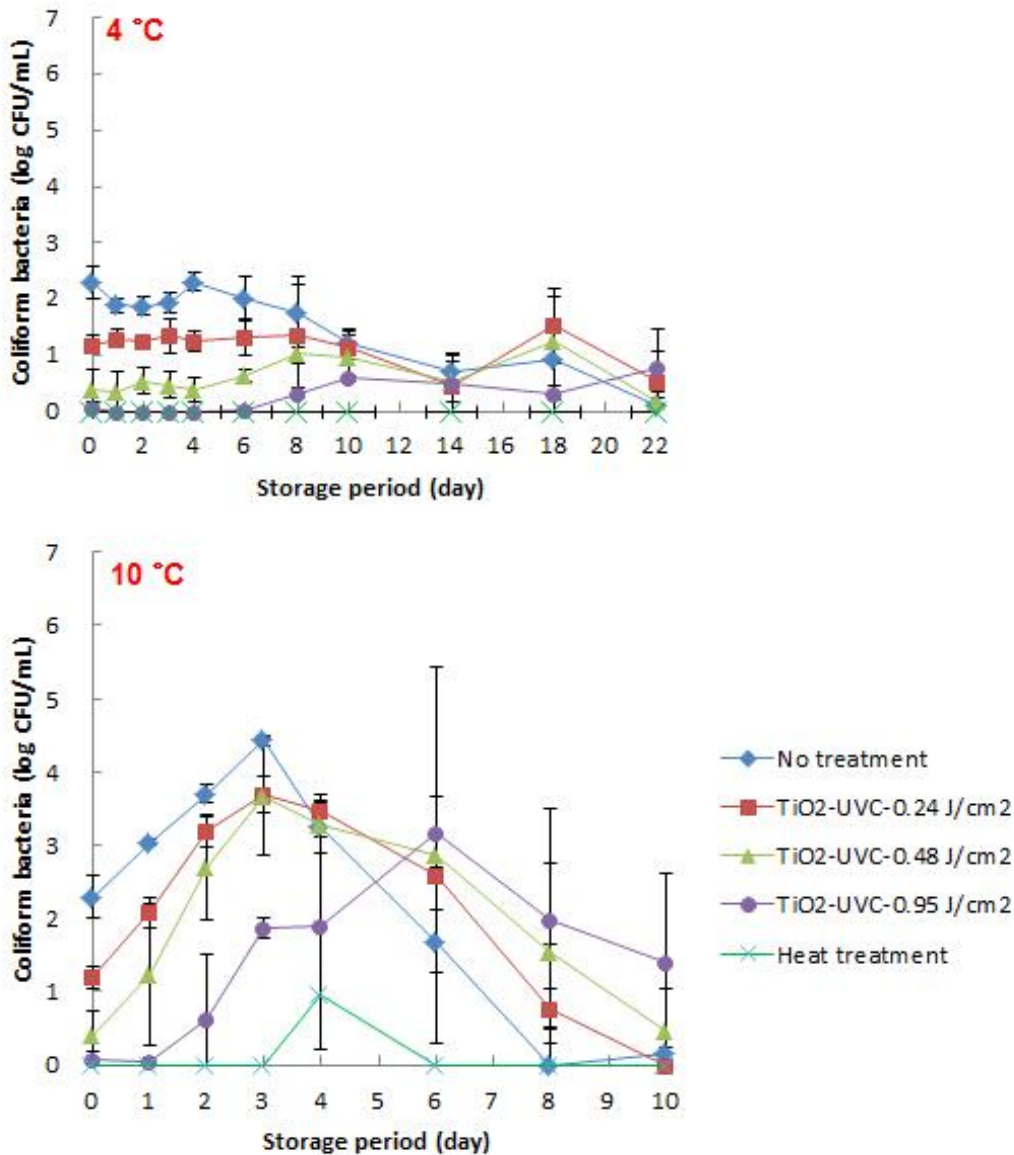 4 °C
Coliform bacteria (log CFU/mL)
7
6
5
4
3
2
1
0
0 2 4 6 8 10 12 14 16 18 20 22
Storage period (day)
10 °C
Coliform bacteria (log CFU/mL)
7
6
5
4
3
2
1
0
0 1 2 3 4 5 6 7 8 9 10
Storage period (day)
No treatment
TiO2-UVC-0.24 J/cm2
TiO2-UVC-0.48 J/cm2
TiO2-UVC-0.95 J/cm2
Heat treatment